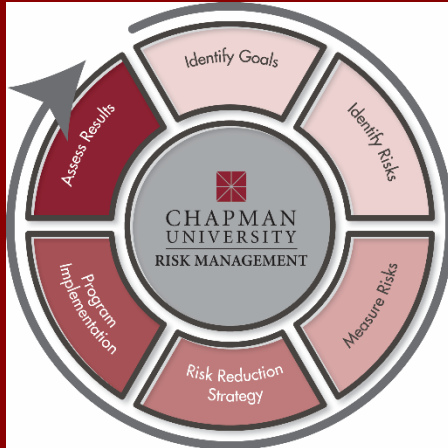 Identify Goals
Identify Risks
Measure Risks
Risk Reduction
Strategy
Program
Implementation
Assess Results
CHAPMAN
UNIVERSITY
RISK MANAGEMENT